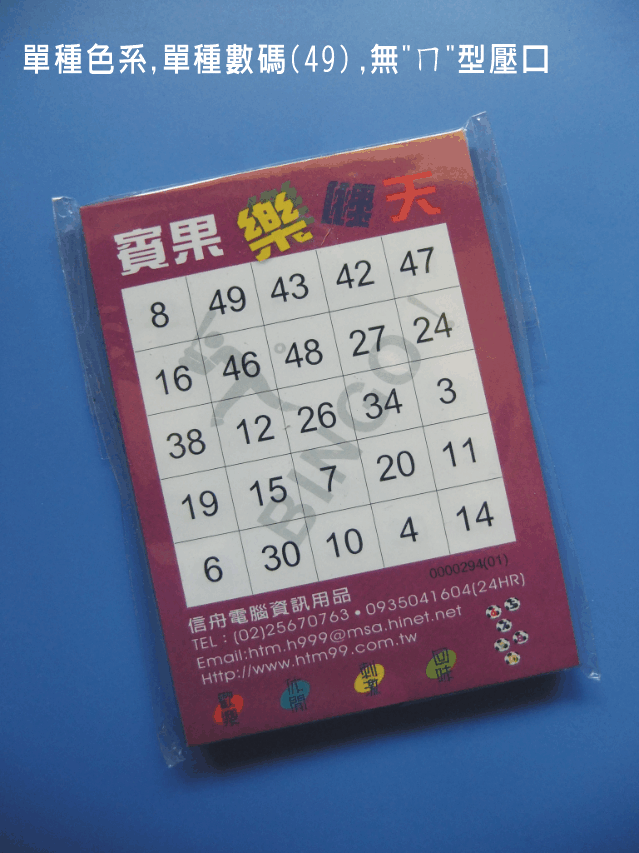 單種色系,單種數碼(49),無"ㄇ"型壓口
賓果 樂哩天
8 49 43 42 47
16 46 48 27 24
38 12 26 34 3
19 15 7 20 11
6 30 10 4 14
BINGO!
0000294(01)
信舟電腦資訊用品
TEL：(02)25670763•0935041604(24HR)
Email:htm.h999@msa.hinet.net
Http://www.htm99.com.tw